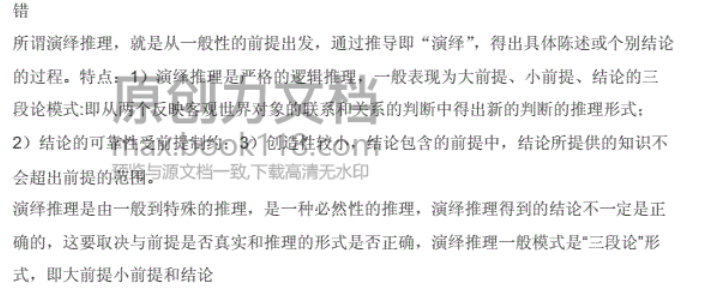 错
所谓演绎推理，就是从一般性的前提出发，通过推导即“演绎”，得出具体陈述或个别结论
的过程。特点：1）演绎推理是严格的逻辑推理，一般表现为大前提、小前提、结论的三
段论模式:即从两个反映客观世界对象的联系和关系的判断中得出新的判断的推理形式；
2）结论的可靠性受前提制约；3）创造性较小，结论包含的前提中，结论所提供的知识不
会超出前提的范围。
原创力文档
max.book118.com
预览与源文档一致,下载高清无水印
演绎推理是由一般到特殊的推理，是一种必然性的推理，演绎推理得到的结论不一定是正
确的，这要取决与前提是否真实和推理的形式是否正确，演绎推理一般模式是“三段论”形
式，即大前提小前提和结论